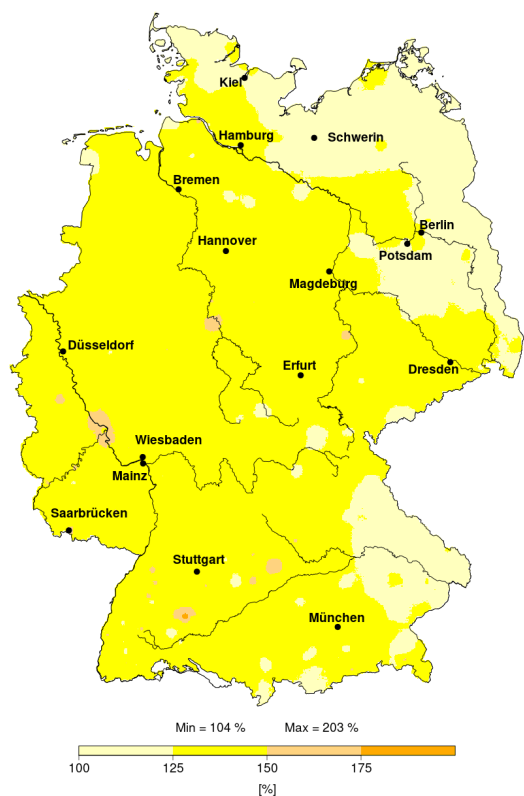 Kiel
Schwerin
Hamburg
Bremen
Berlin
Hannover
Potsdam
Magdeburg
Düsseldorf
Erfurt
Dresden
Wiesbaden
Mainz
Saarbrücken
Stuttgart
München
Min = 104 % Max = 203 %
100 125 150 175
[%]